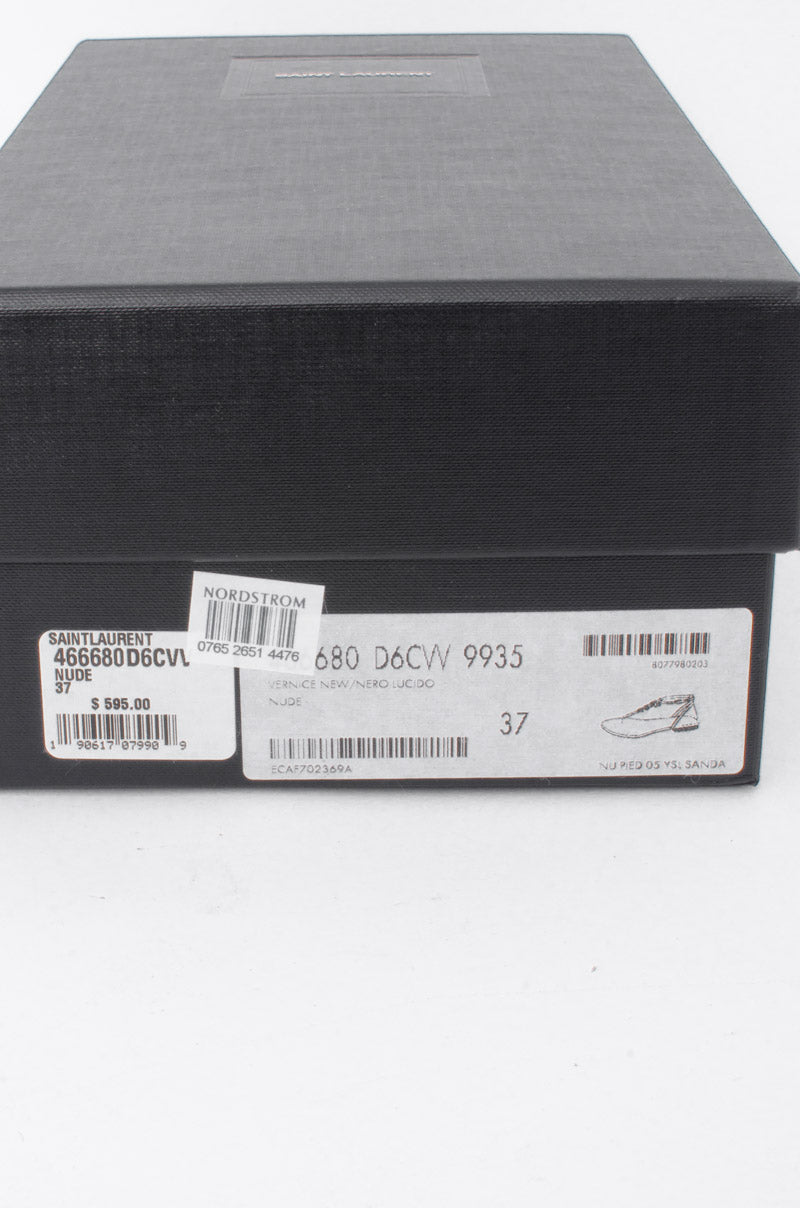 SAINT LAURENT
NORDSTROM
0765 2651 4476
SAINTLAURENT
466680D6CVV
NUDE
37
$ 595.00
1 90617 07990 9
680 D6CVV 9935
VERNICE NEW/NERO LUCIDO
NUDE
37
ECAF702369A
8077980203
NU PIED 05 YSL SANDA